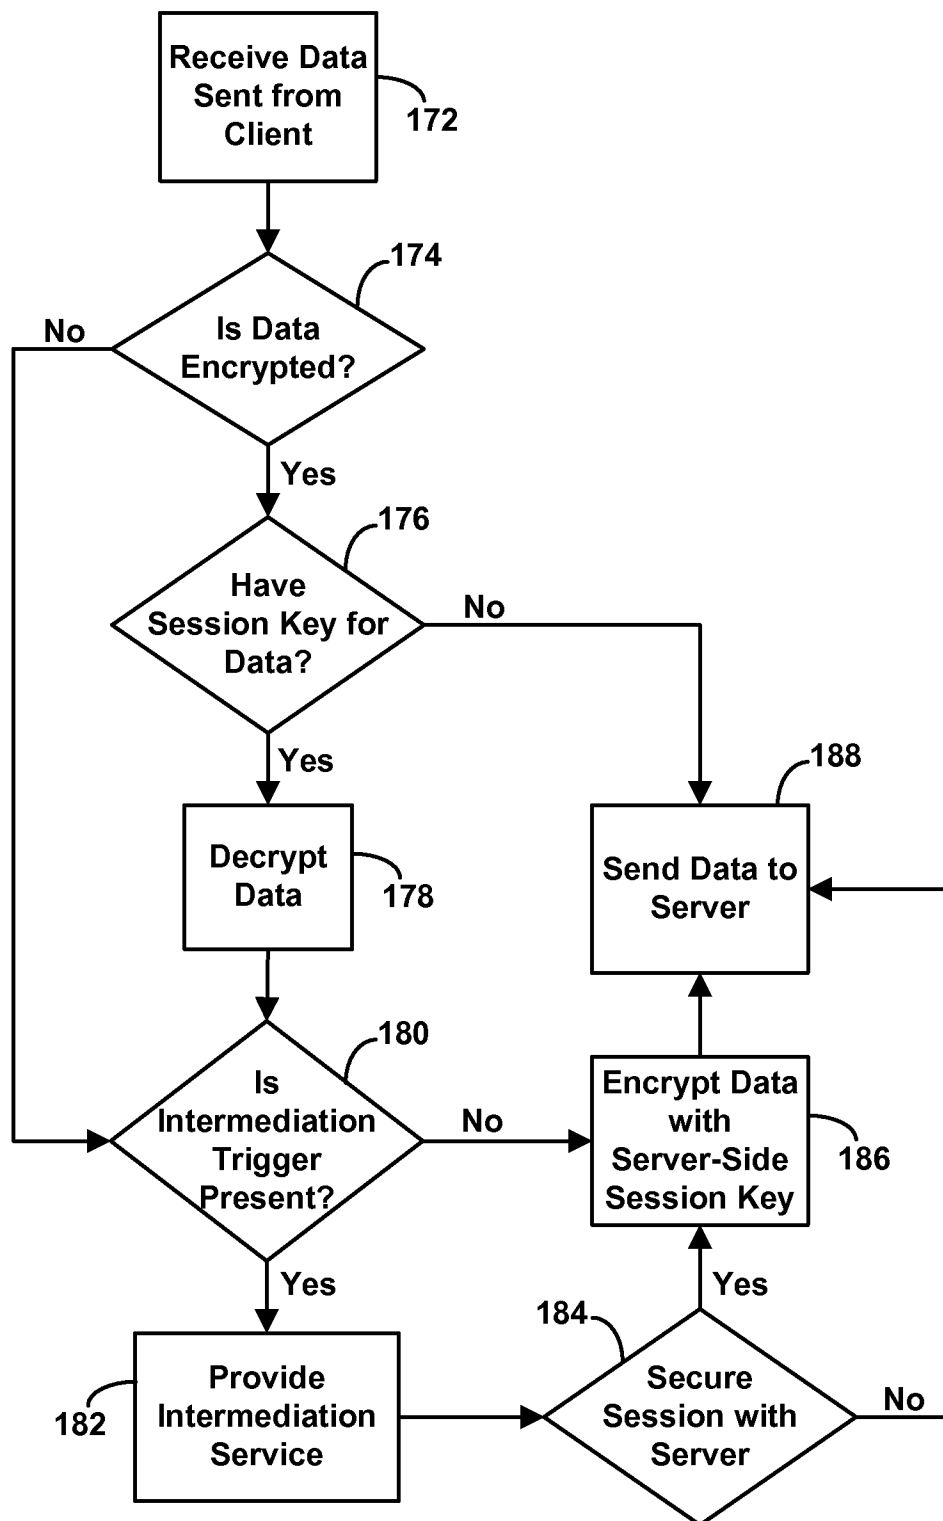 Receive Data
Sent from
Client
172
174
No
Is Data
Encrypted?
Yes
176
Have
Session Key for
Data?
No
Yes
188
Decrypt
Data
178
Send Data to
Server
180
Is
Intermediation
Trigger
Present?
No
Encrypt Data
with
Server-Side
Session Key
186
Yes
Yes
184
Provide
Intermediation
Service
182
Secure
Session with
Server
No